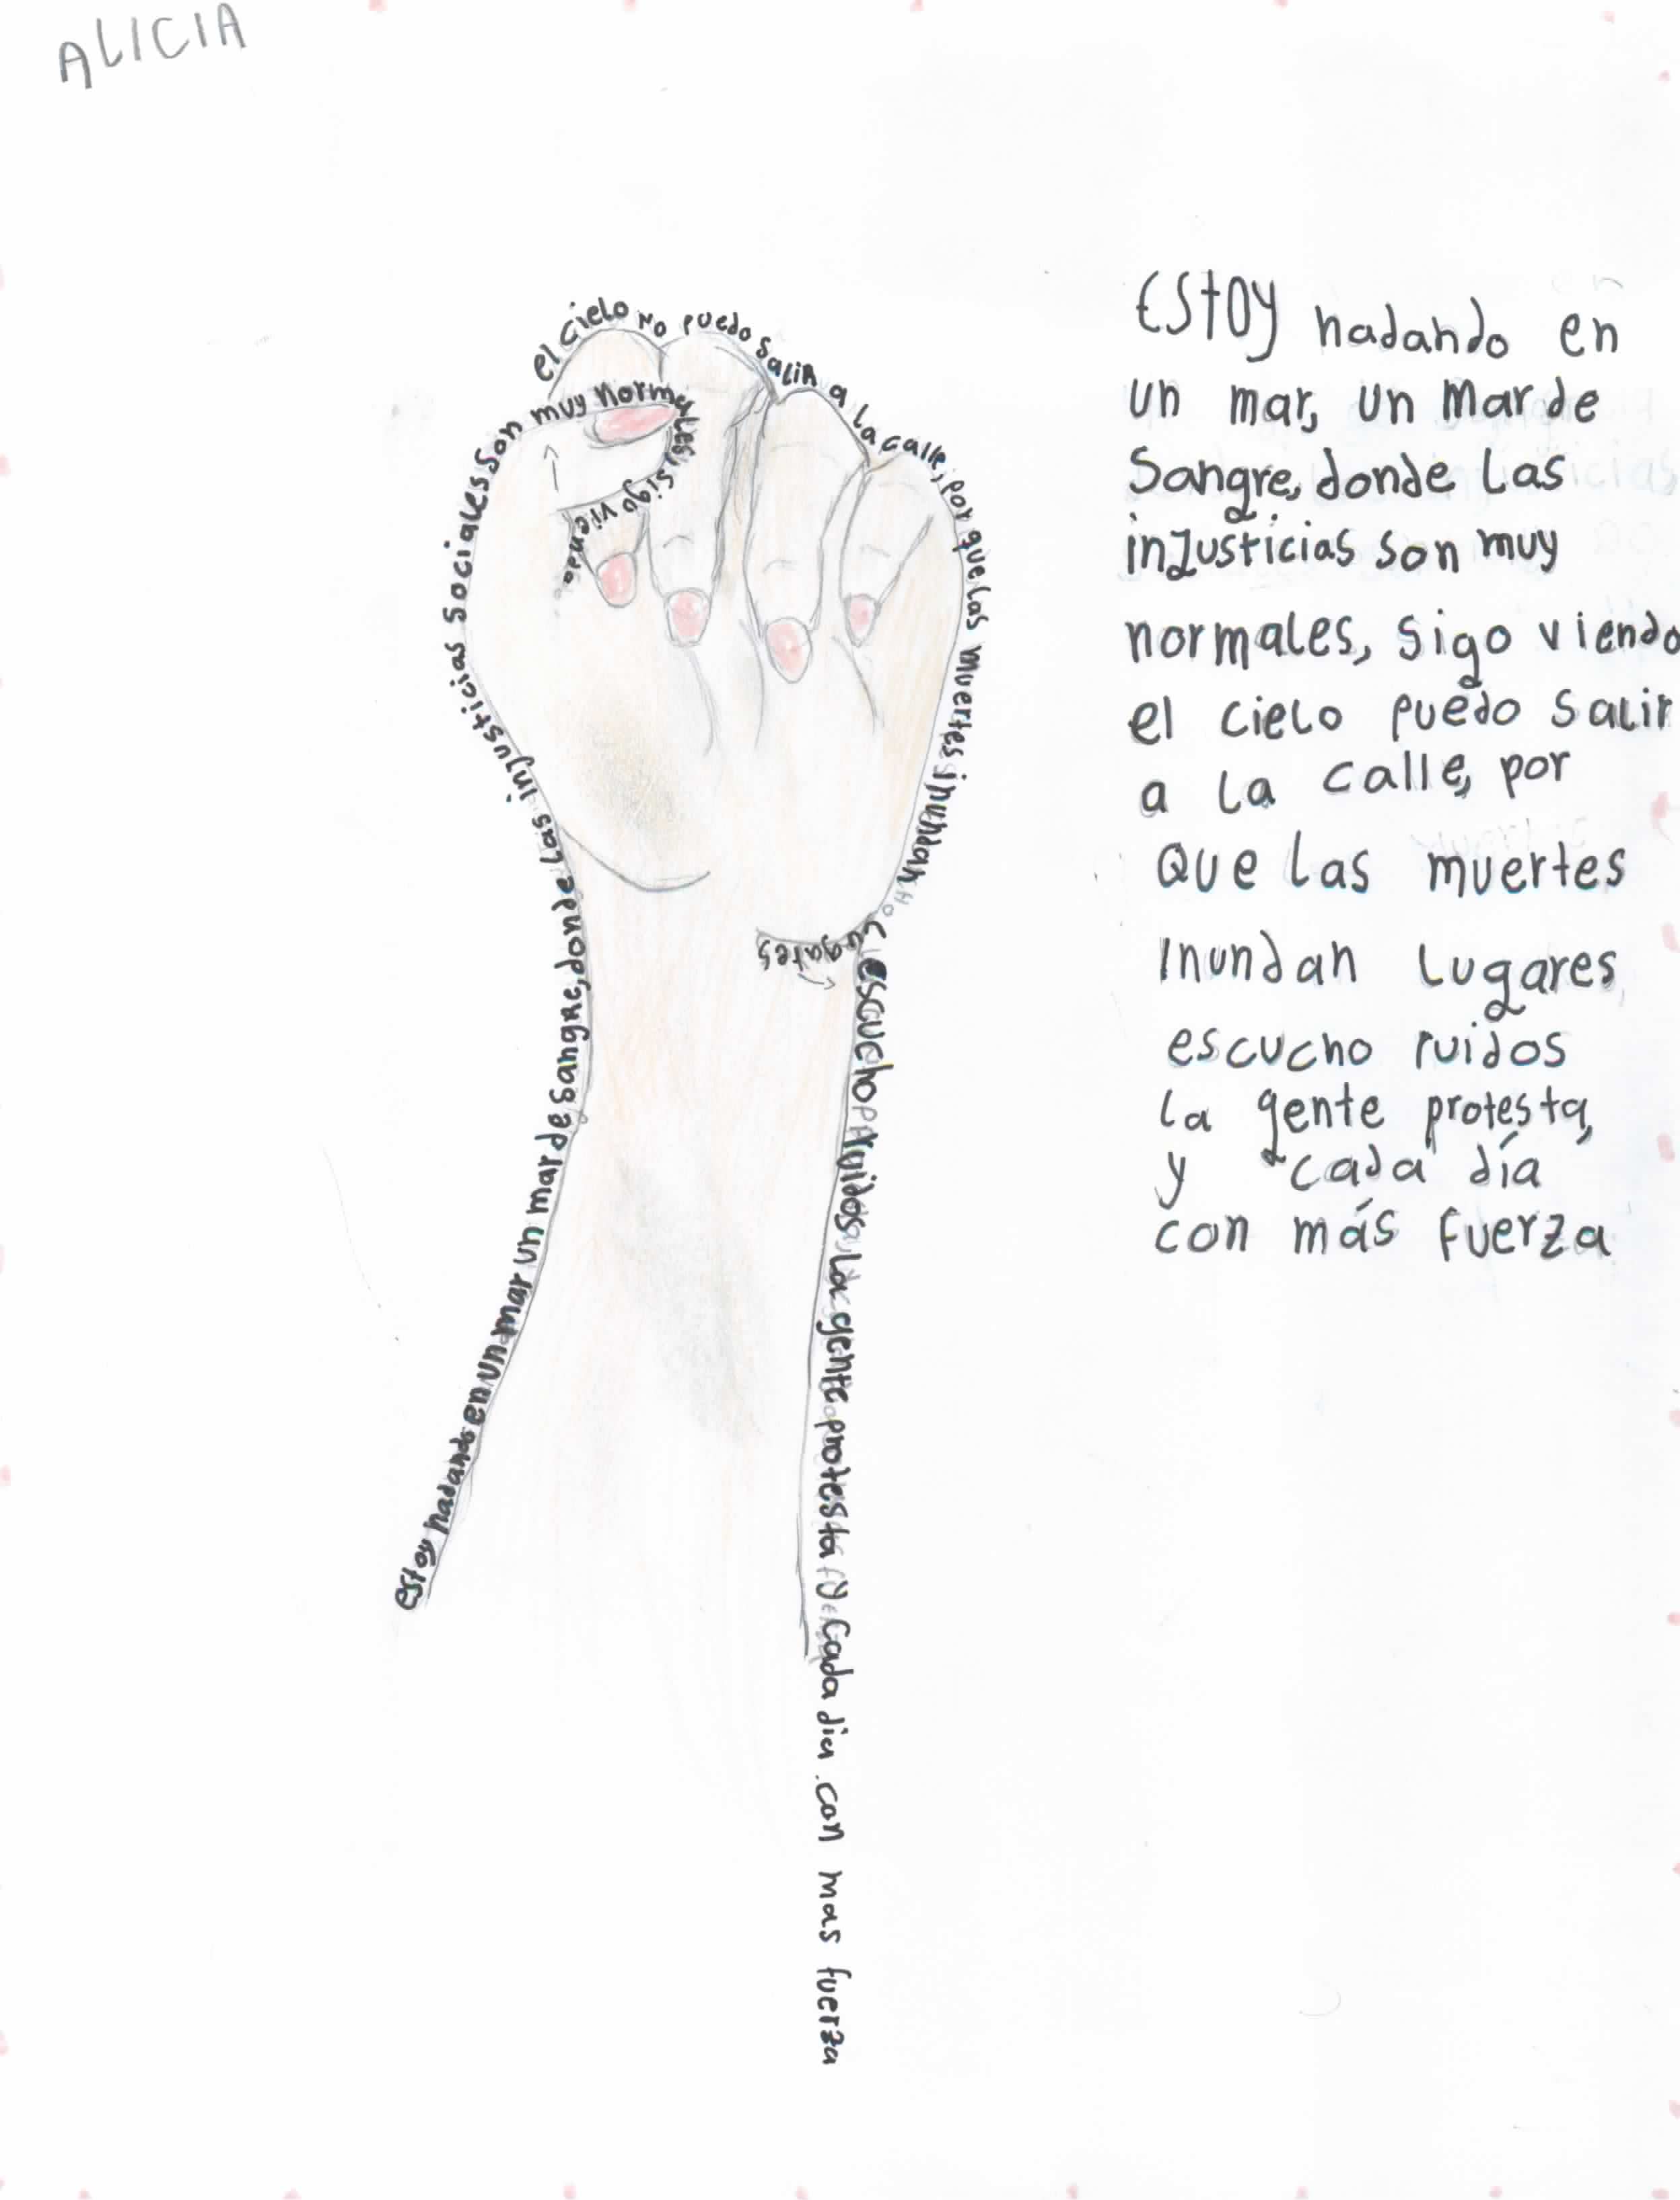 ALICIA
estoy nadando en un mar un mar de sangre, donde las injusticias sociales son muy normales, sigo viendo
el cielo no puedo salir a la calle, por que las muertes inundan
lugares
escucho ruidos, la gente protesta y cada dia con mas fuerza
Estoy nadando en
un mar, un mar de
Sangre, donde las
injusticias son muy
normales, sigo viendo
el cielo puedo salir
a la calle, por
que las muertes
inundan lugares
escucho ruidos
la gente protesta,
y cada día
con más fuerza